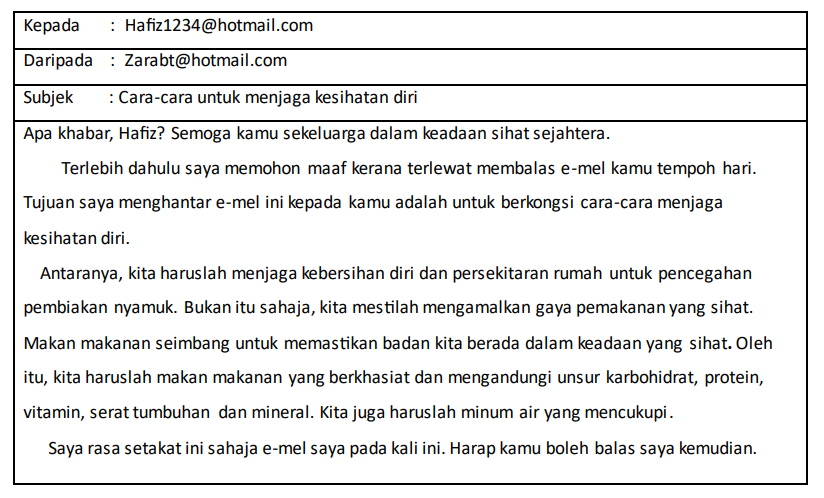 Kepada : Hafiz1234@hotmail.com
Daripada : Zarabt@hotmail.com
Subjek : Cara-cara untuk menjaga kesihatan diri
Apa khabar, Hafiz? Semoga kamu sekeluarga dalam keadaan sihat sejahtera.
Terlebih dahulu saya memohon maaf kerana terlewat membalas e-mel kamu tempoh hari.
Tujuan saya menghantar e-mel ini kepada kamu adalah untuk berkongsi cara-cara menjaga
kesihatan diri.
Antaranya, kita haruslah menjaga kebersihan diri dan persekitaran rumah untuk pencegahan
pembiakan nyamuk. Bukan itu sahaja, kita mestilah mengamalkan gaya pemakanan yang sihat.
Makan makanan seimbang untuk memastikan badan kita berada dalam keadaan yang sihat. Oleh
itu, kita haruslah makan makanan yang berkhasiat dan mengandungi unsur karbohidrat, protein,
vitamin, serat tumbuhan dan mineral. Kita juga haruslah minum air yang mencukupi.
Saya rasa setakat ini sahaja e-mel saya pada kali ini. Harap kamu boleh balas saya kemudian.